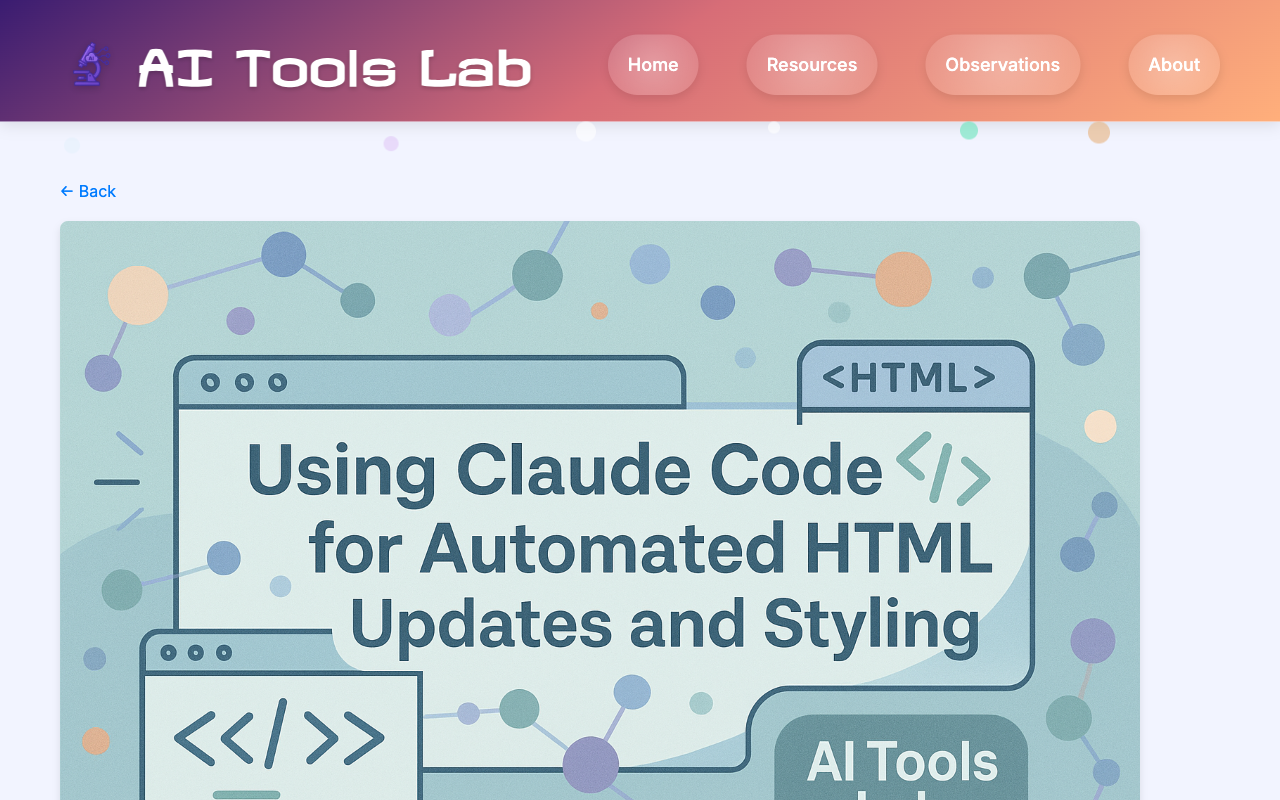 AI Tools Lab
Home
Resources
Observations
About
← Back
<HTML>
Using Claude Code </>
for Automated HTML
Updates and Styling
<</>>
AI Tools